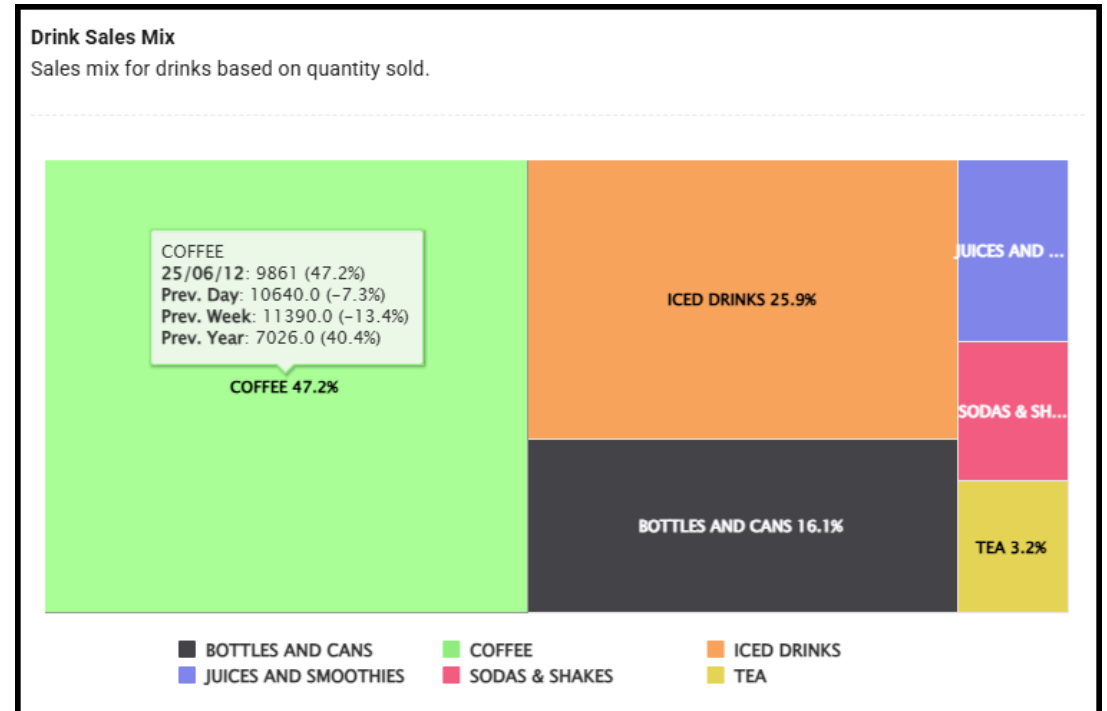 Drink Sales Mix
Sales mix for drinks based on quantity sold.
COFFEE
25/06/12: 9861 (47.2%)
Prev. Day: 10640.0 (-7.3%)
Prev. Week: 11390.0 (-13.4%)
Prev. Year: 7026.0 (40.4%)
COFFEE 47.2%
ICED DRINKS 25.9%
BOTTLES AND CANS 16.1%
JUICES AND ...
SODAS & SH...
TEA 3.2%
BOTTLES AND CANS
COFFEE
ICED DRINKS
JUICES AND SMOOTHIES
SODAS & SHAKES
TEA